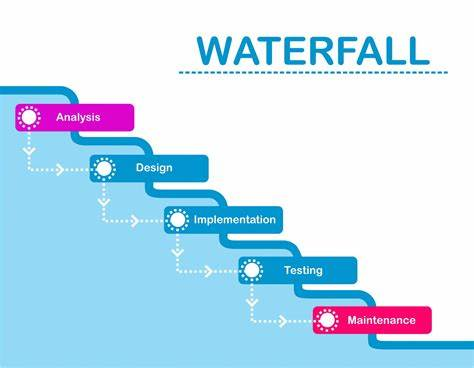 WATERFALL
Analysis
Design
Implementation
Testing
Maintenance